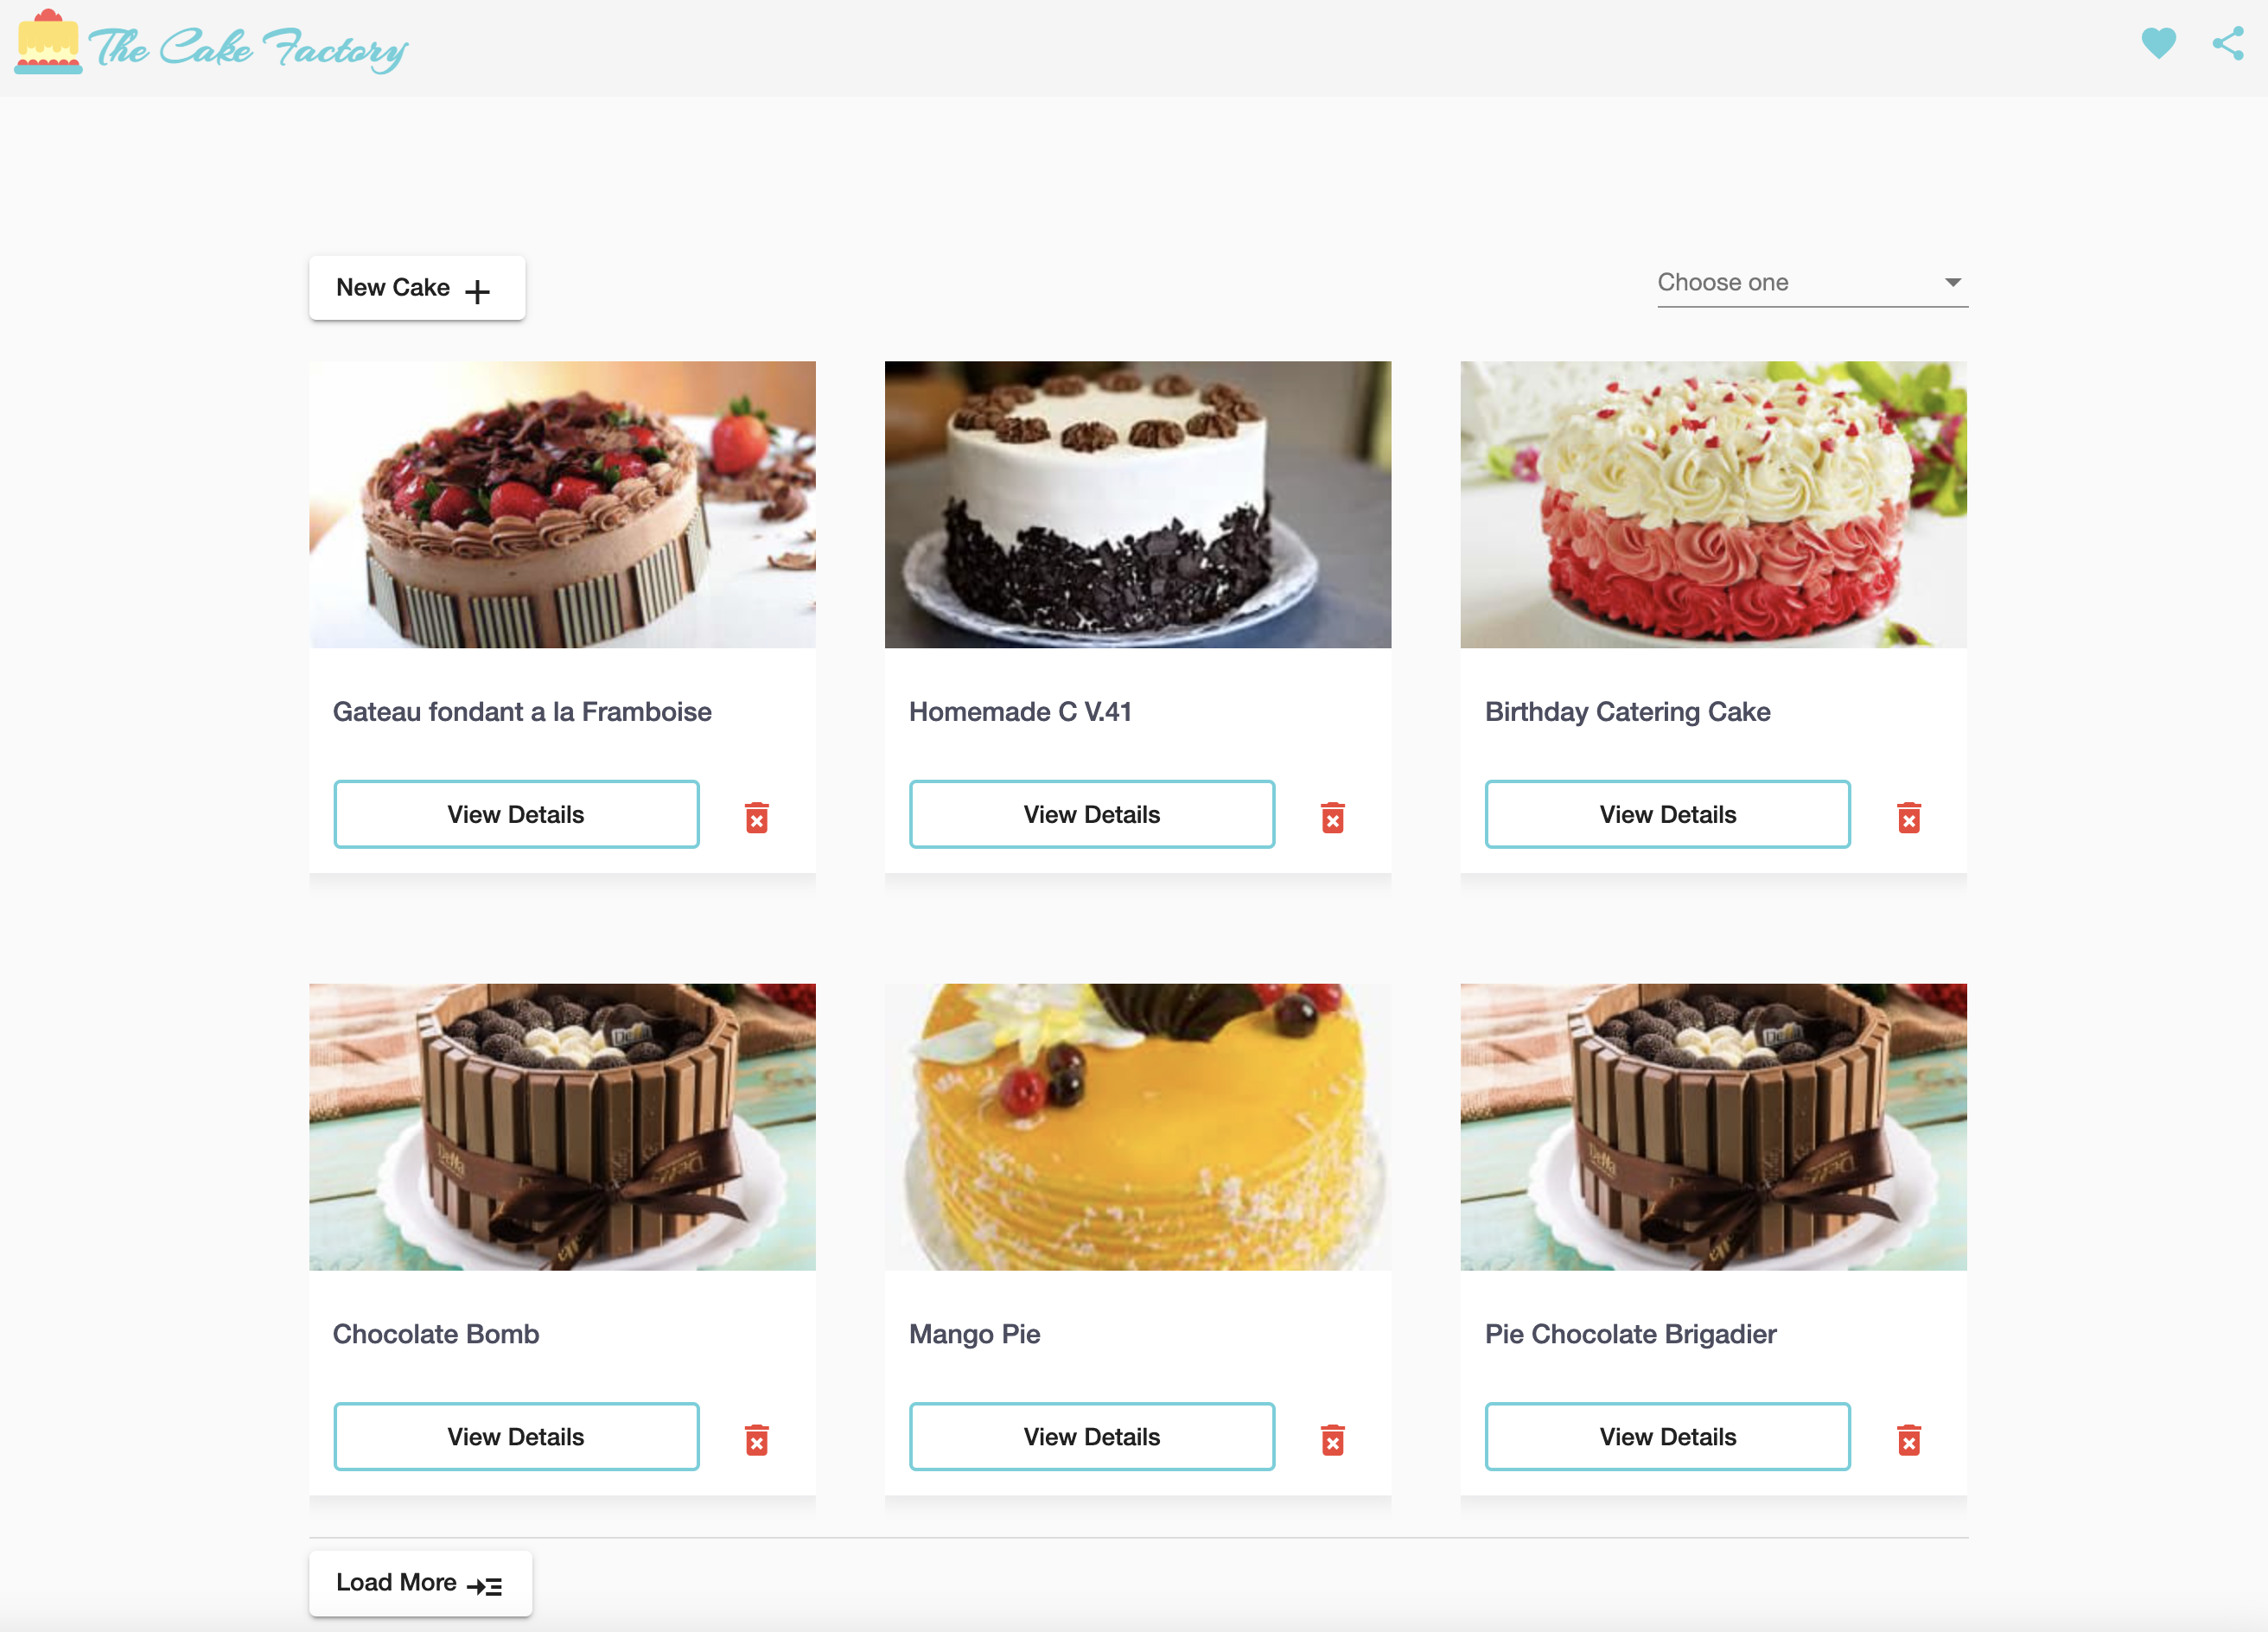 The Cake Factory
New Cake
Choose one
Gateau fondant a la Framboise
Homemade C V.41
Birthday Catering Cake
View Details
View Details
View Details
Chocolate Bomb
Mango Pie
Pie Chocolate Brigadier
View Details
View Details
View Details
Load More